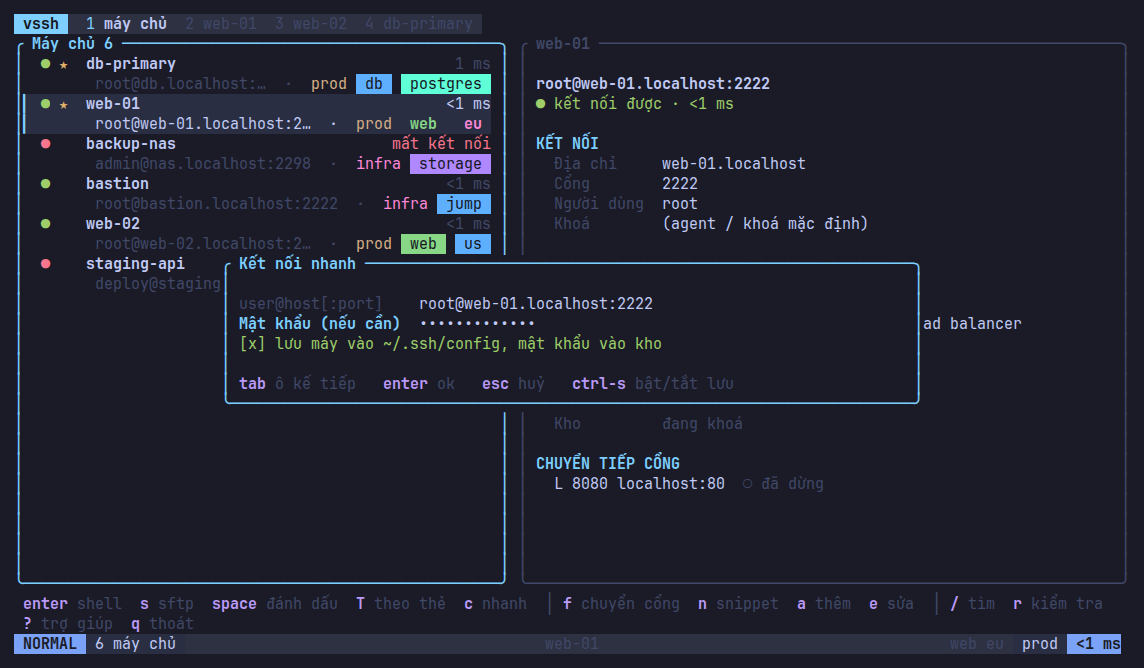 vssh 1 máy chủ 2 web-01 3 web-02 4 db-primary
Máy chủ 6
● ★ db-primary 1 ms
root@db.localhost:… · prod db postgres
● ★ web-01 <1 ms
root@web-01.localhost:2… · prod web eu
● backup-nas mất kết nối
admin@nas.localhost:2298 · infra storage
● bastion <1 ms
root@bastion.localhost:2222 · infra jump
● web-02 <1 ms
root@web-02.localhost:2… · prod web us
● staging-api
deploy@staging
web-01
root@web-01.localhost:2222
● kết nối được · <1 ms
KẾT NỐI
Địa chỉ web-01.localhost
Cổng 2222
Người dùng root
Khoá (agent / khoá mặc định)
ad balancer
Kho đang khoá
CHUYỂN TIẾP CỔNG
L 8080 localhost:80 ○ đã dừng
Kết nối nhanh
user@host[:port] root@web-01.localhost:2222
Mật khẩu (nếu cần) •••••••••••••
[x] lưu máy vào ~/.ssh/config, mật khẩu vào kho
tab ô kế tiếp enter ok esc huỷ ctrl-s bật/tắt lưu
enter shell s sftp space đánh dấu T theo thẻ c nhanh │ f chuyển cổng n snippet a thêm e sửa │ / tìm r kiểm tra
? trợ giúp q thoát
NORMAL 6 máy chủ web-01 web eu prod <1 ms